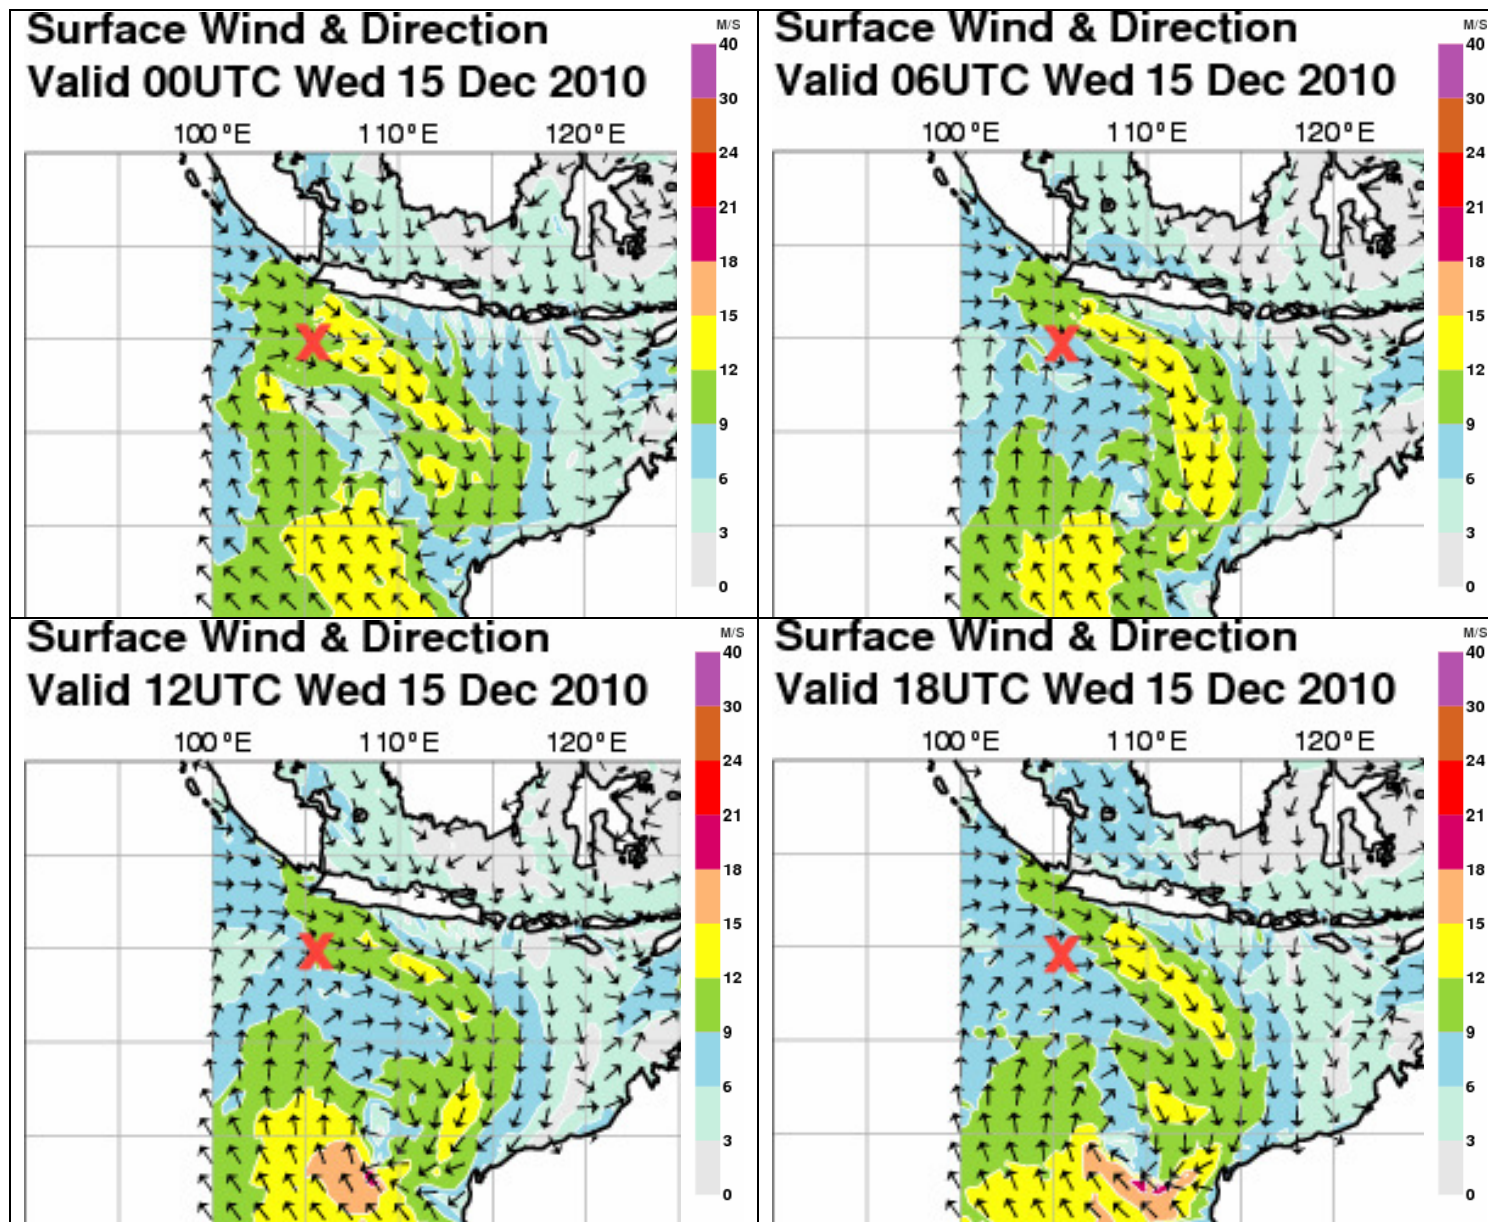 Surface Wind & Direction
Valid 00UTC Wed 15 Dec 2010
M/S
40
30
24
21
18
15
12
9
6
3
0
100°E 110°E 120°E
X
Surface Wind & Direction
Valid 06UTC Wed 15 Dec 2010
M/S
40
30
24
21
18
15
12
9
6
3
0
100°E 110°E 120°E
X
Surface Wind & Direction
Valid 12UTC Wed 15 Dec 2010
M/S
40
30
24
21
18
15
12
9
6
3
0
100°E 110°E 120°E
X
Surface Wind & Direction
Valid 18UTC Wed 15 Dec 2010
M/S
40
30
24
21
18
15
12
9
6
3
0
100°E 110°E 120°E
X